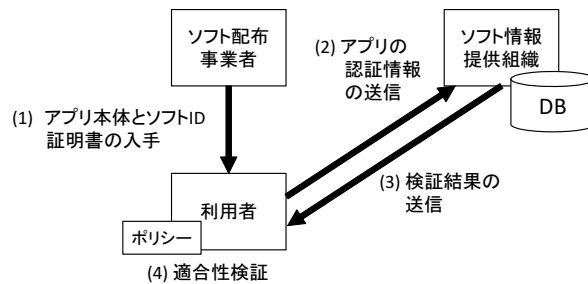 ソフト配布
事業者
(2) アプリの
認証情報
の送信
ソフト情報
提供組織
DB
(1) アプリ本体とソフトID
証明書の入手
(3) 検証結果の
送信
利用者
ポリシー
(4) 適合性検証